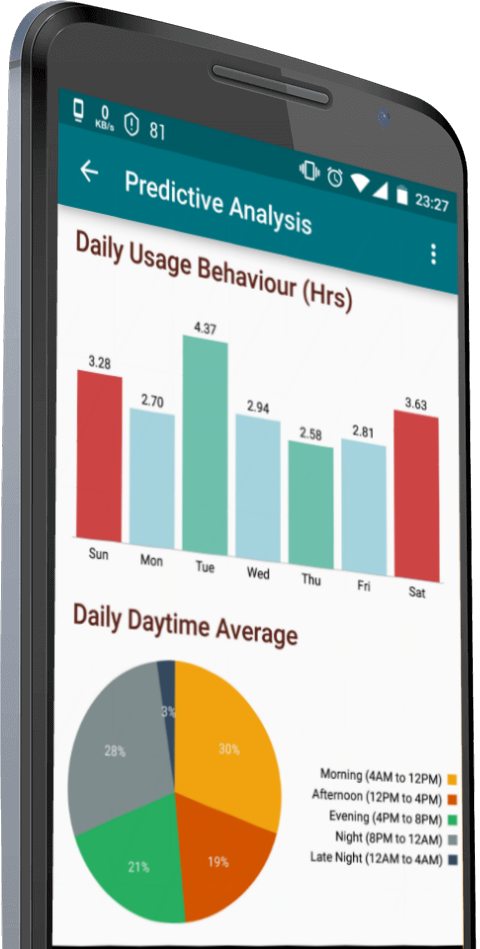 0
KB/s
81
23:27
Predictive Analysis
Daily Usage Behaviour (Hrs)
3.28
2.70
4.37
2.94
2.58
2.81
3.63
Sun
Mon
Tue
Wed
Thu
Fri
Sat
Daily Daytime Average
3%
30%
28%
21%
19%
Morning (4AM to 12PM)
Afternoon (12PM to 4PM)
Evening (4PM to 8PM)
Night (8PM to 12AM)
Late Night (12AM to 4AM)